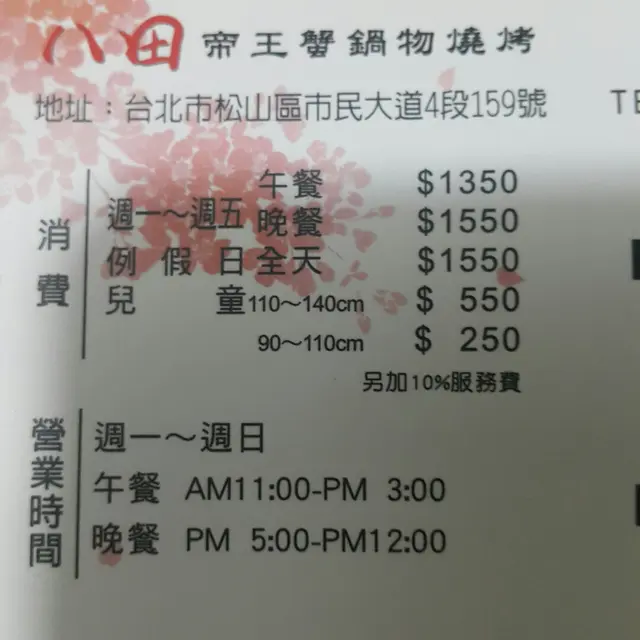 八田 帝王蟹鍋物燒烤
地址：台北市松山區市民大道4段159號 TE
消費
午餐 $1350
週一～週五 晚餐 $1550
例假日全天 $1550
兒童 110～140cm $ 550
90～110cm $ 250
另加10%服務費
營業時間
週一～週日
午餐 AM11:00-PM 3:00
晚餐 PM 5:00-PM12:00